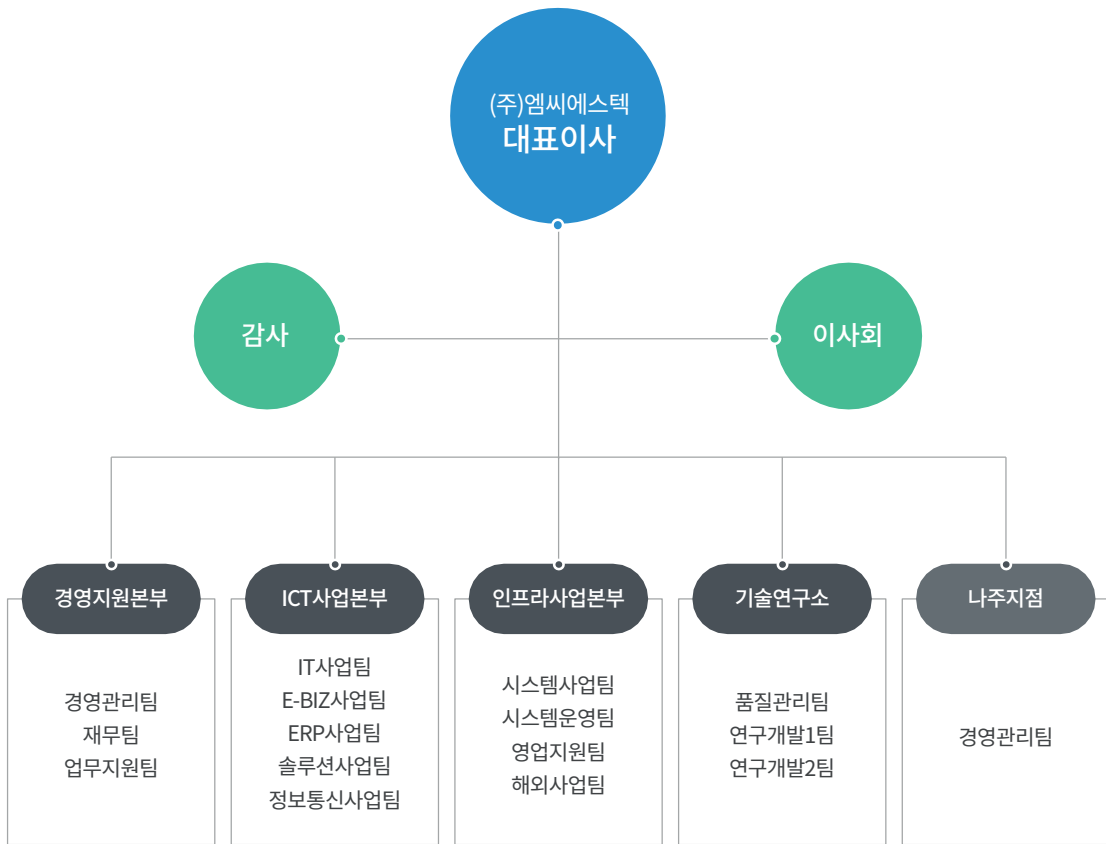 (주)엠씨에스텍
대표이사
감사
이사회
경영지원본부
경영관리팀
재무팀
업무지원팀
ICT사업본부
IT사업팀
E-BIZ사업팀
ERP사업팀
솔루션사업팀
정보통신사업팀
인프라사업본부
시스템사업팀
시스템운영팀
영업지원팀
해외사업팀
기술연구소
품질관리팀
연구개발1팀
연구개발2팀
나주지점
경영관리팀